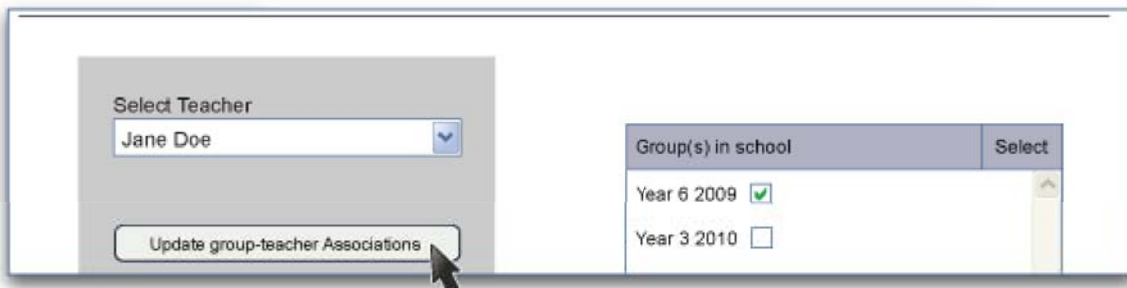 Select Teacher
Jane Doe
Update group-teacher Associations
Group(s) in school Select
Year 6 2009
Year 3 2010